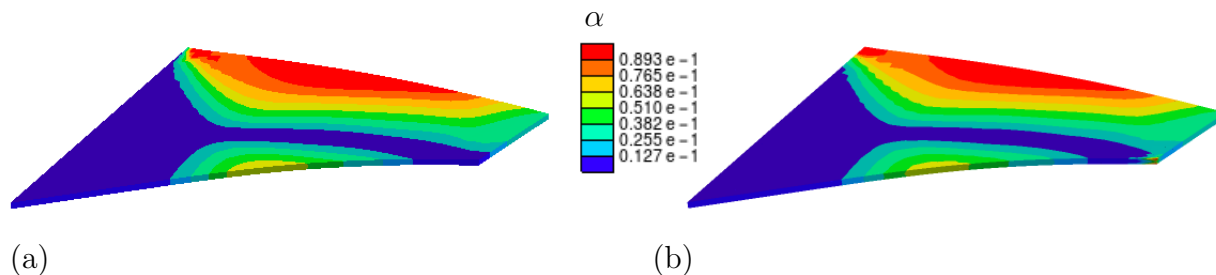 α
0.893 e−1
0.765 e−1
0.638 e−1
0.510 e−1
0.382 e−1
0.255 e−1
0.127 e−1
(a) (b)